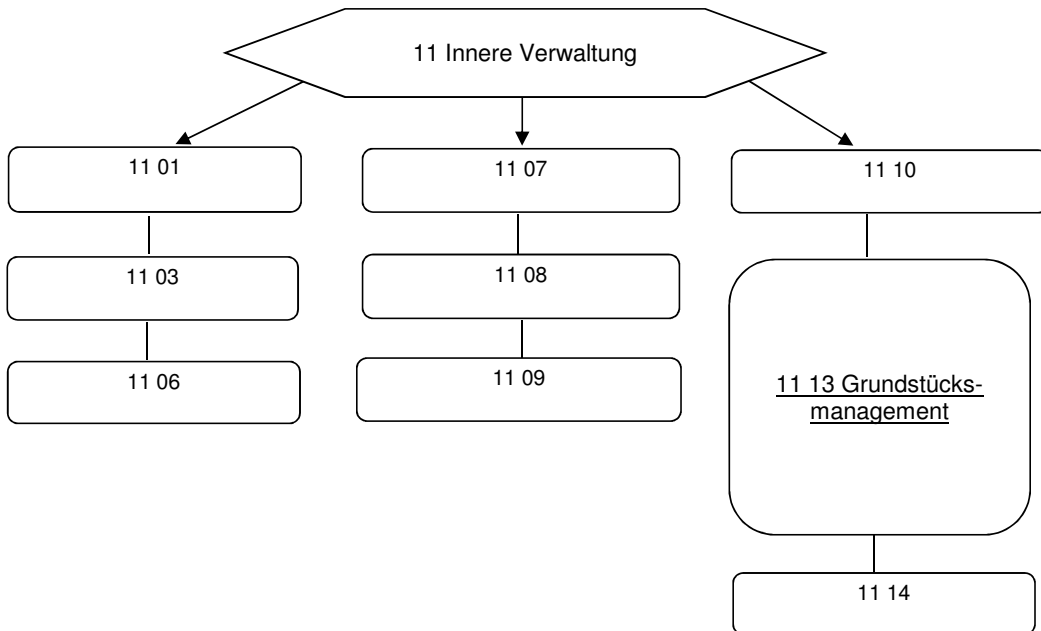 11 Innere Verwaltung
11 01
11 07
11 10
11 03
11 08
11 06
11 09
11 13 Grundstücks-
management
11 14